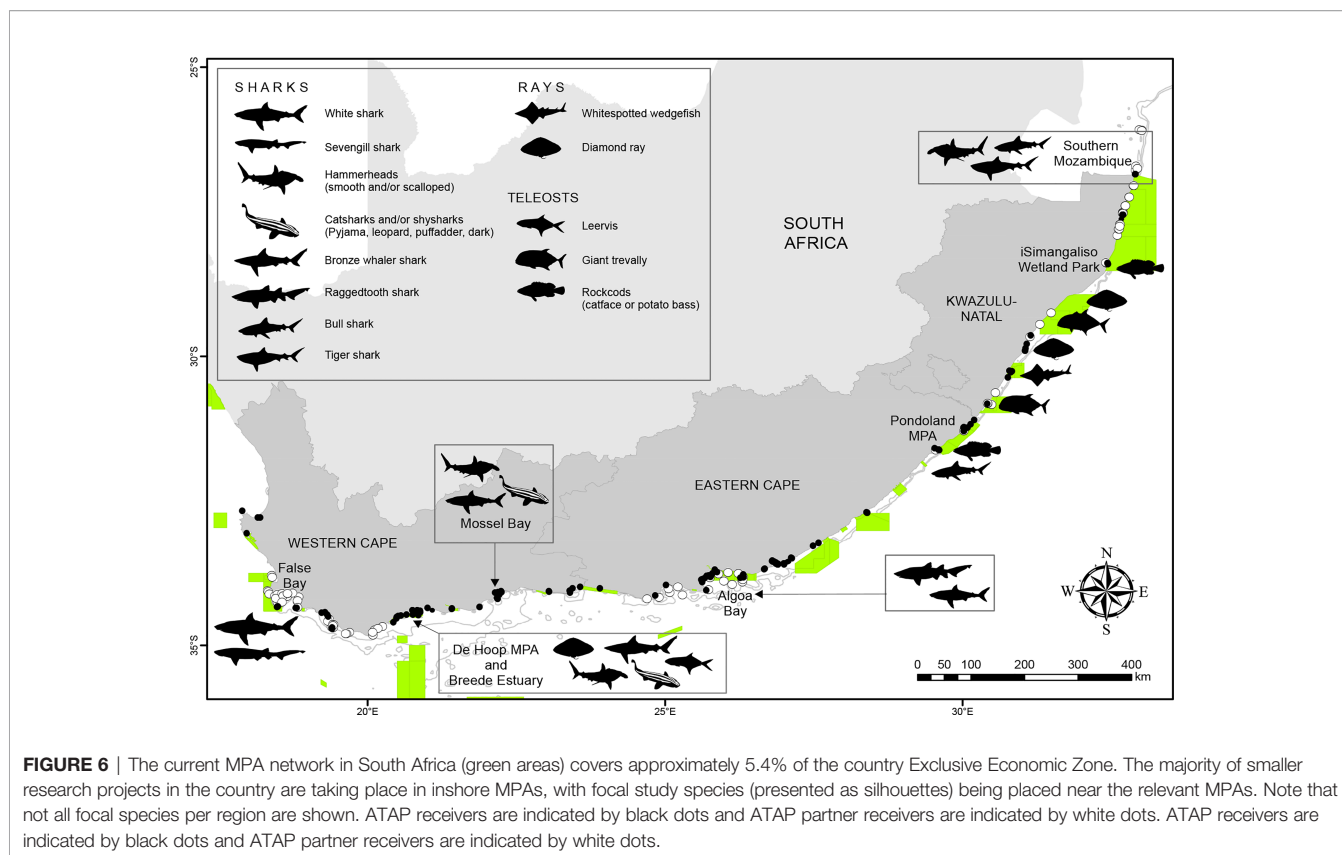 25°S
30°S
35°S
20°E
25°E
30°E
SHARKS
White shark
Sevengill shark
Hammerheads
(smooth and/or scalloped)
Catsharks and/or shysharks
(Pyjama, leopard, puffadder, dark)
Bronze whaler shark
Raggedtooth shark
Bull shark
Tiger shark
RAYS
Whitespotted wedgefish
Diamond ray
TELEOSTS
Leervis
Giant trevally
Rockcods
(catface or potato bass)
Southern
Mozambique
SOUTH
AFRICA
iSimangaliso
Wetland Park
KWAZULU-
NATAL
Pondoland
MPA
EASTERN CAPE
Mossel Bay
WESTERN CAPE
False
Bay
Algoa
Bay
De Hoop MPA
and
Breede Estuary
N
W E
S
0 25 50 100 200 300 400
km
FIGURE 6 | The current MPA network in South Africa (green areas) covers approximately 5.4% of the country Exclusive Economic Zone. The majority of smaller
research projects in the country are taking place in inshore MPAs, with focal study species (presented as silhouettes) being placed near the relevant MPAs. Note that
not all focal species per region are shown. ATAP receivers are indicated by black dots and ATAP partner receivers are indicated by white dots. ATAP receivers are
indicated by black dots and ATAP partner receivers are indicated by white dots.